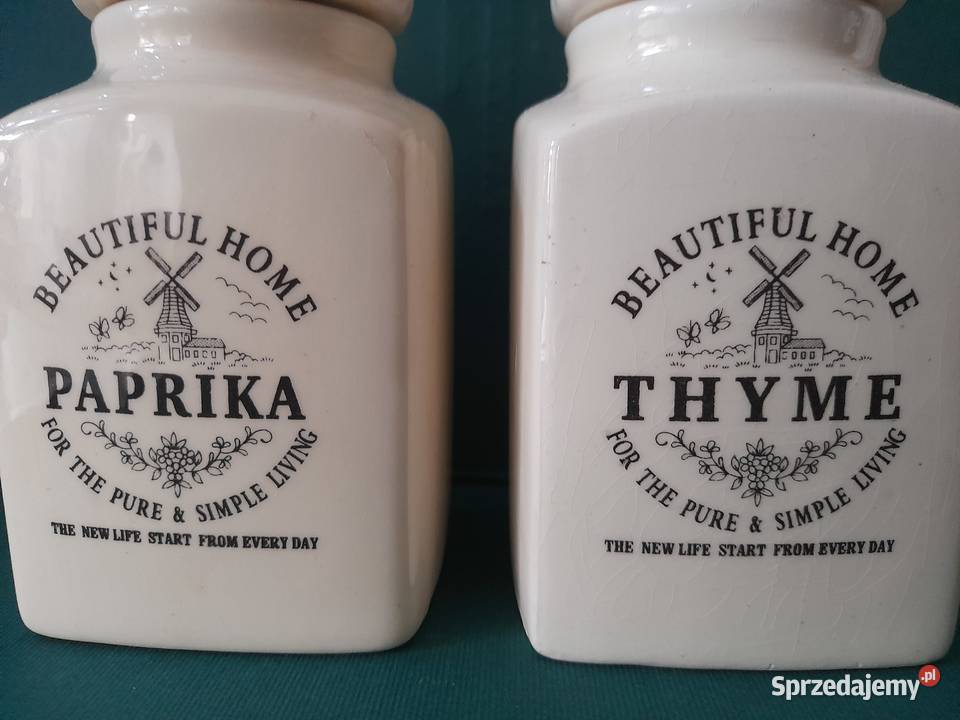 BEAUTIFUL HOME
PAPRIKA
FOR THE PURE & SIMPLE LIVING
THE NEW LIFE START FROM EVERY DAY
BEAUTIFUL HOME
THYME
FOR THE PURE & SIMPLE LIVING
THE NEW LIFE START FROM EVERY DAY
Sprzedajemy.pl